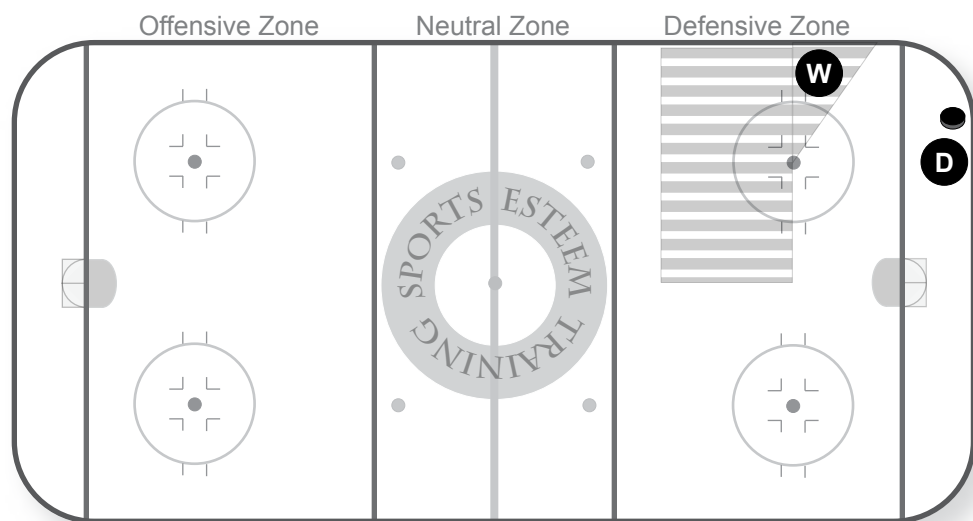 Offensive Zone
Neutral Zone
Defensive Zone
W
D
SPORTS ESTEEM
TRAINING